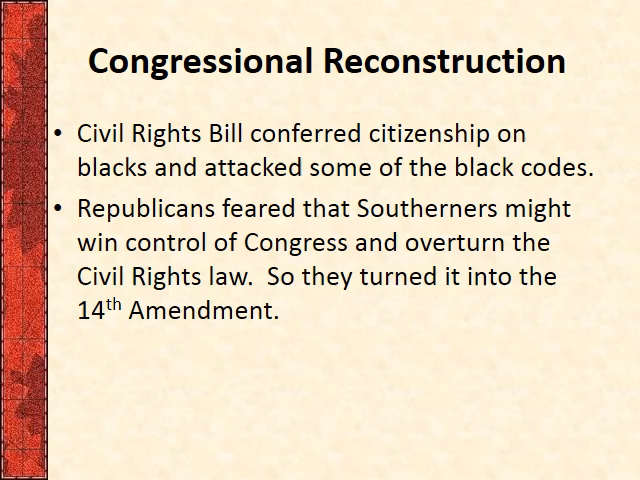 Congressional Reconstruction
• Civil Rights Bill conferred citizenship on
blacks and attacked some of the black codes.
• Republicans feared that Southerners might
win control of Congress and overturn the
Civil Rights law.  So they turned it into the
14th Amendment.